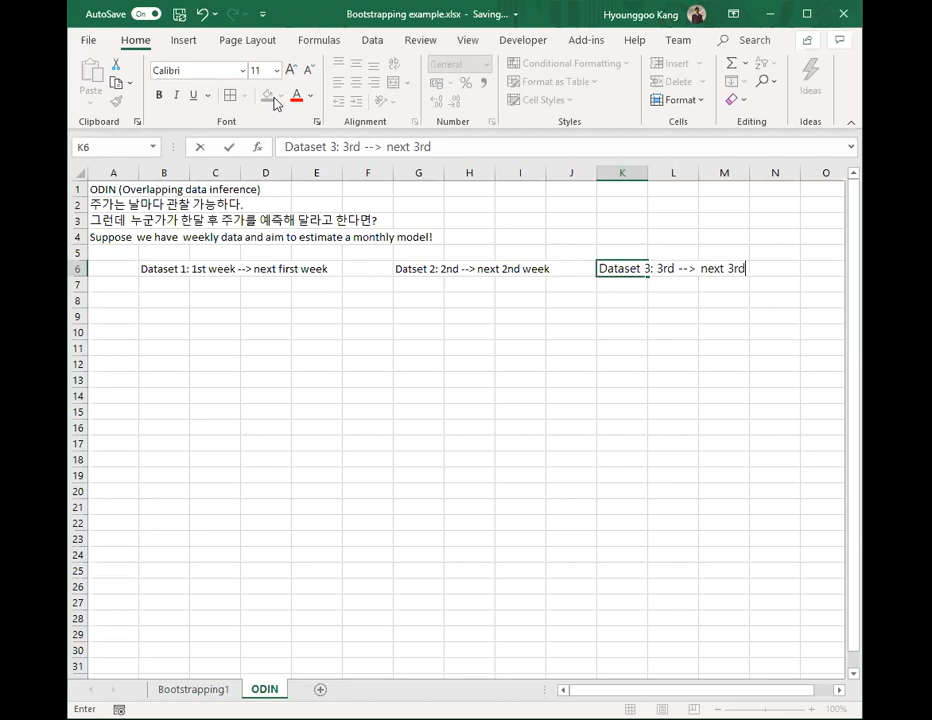 AutoSave On Bootstrapping example.xlsx - Saving... Hyounggoo Kang
File Home Insert Page Layout Formulas Data Review View Developer Add-ins Help Team Search
Paste Calibri 11 General Conditional Formatting Insert
B I U A Format as Table Delete
Cell Styles Format Ideas
Clipboard Font Alignment Number Styles Cells Editing Ideas
K6 fx Dataset 3: 3rd --> next 3rd
A B C D E F G H I J K L M N O
1 ODIN (Overlapping data inference)
2 주가는 날마다 관찰 가능하다.
3 그런데 누군가가 한달 후 주가를 예측해 달라고 한다면?
4 Suppose we have weekly data and aim to estimate a monthly model!
5
6 Dataset 1: 1st week --> next first week Datset 2: 2nd --> next 2nd week Dataset 3: 3rd --> next 3rd
7
8
9
10
11
12
13
14
15
16
17
18
19
20
21
22
23
24
25
26
27
28
29
30
31
Bootstrapping1 ODIN
Enter 100%